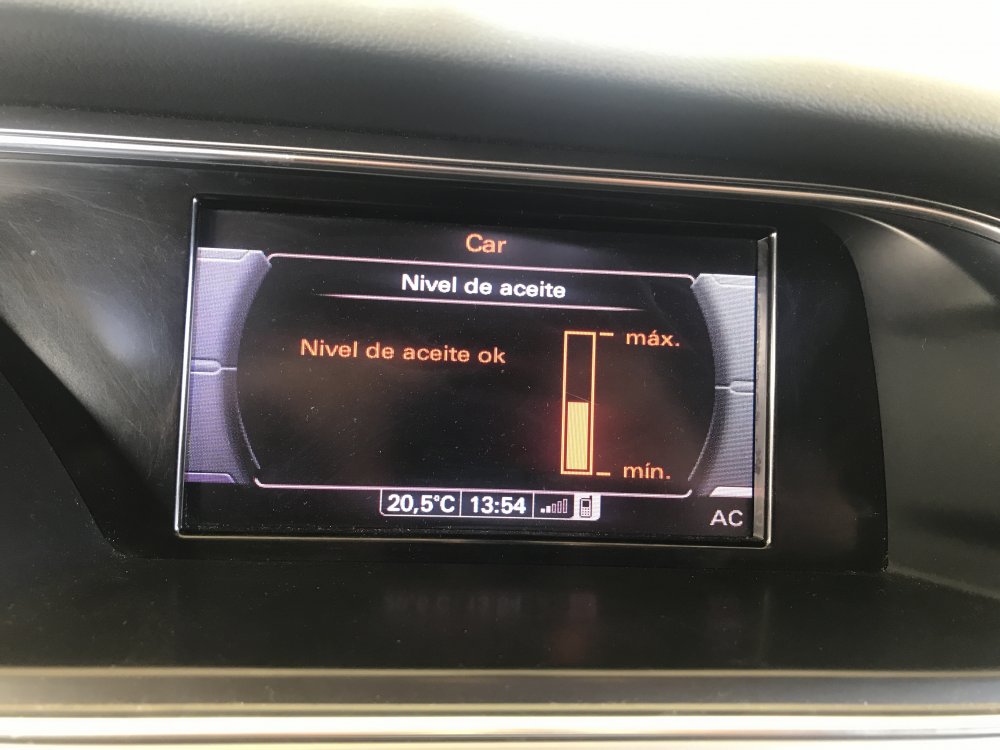 Car
Nivel de aceite
Nivel de aceite ok
máx.
mín.
20,5°C 13:54
AC